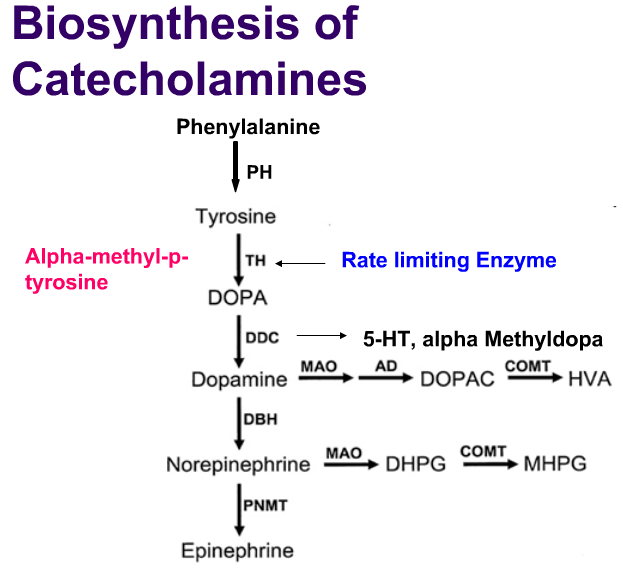 Biosynthesis of
Catecholamines
Phenylalanine
PH
Tyrosine
Alpha-methyl-p-
tyrosine
TH
Rate limiting Enzyme
DOPA
DDC
5-HT, alpha Methyldopa
Dopamine MAO AD DOPAC COMT HVA
DBH
Norepinephrine MAO DHPG COMT MHPG
PNMT
Epinephrine